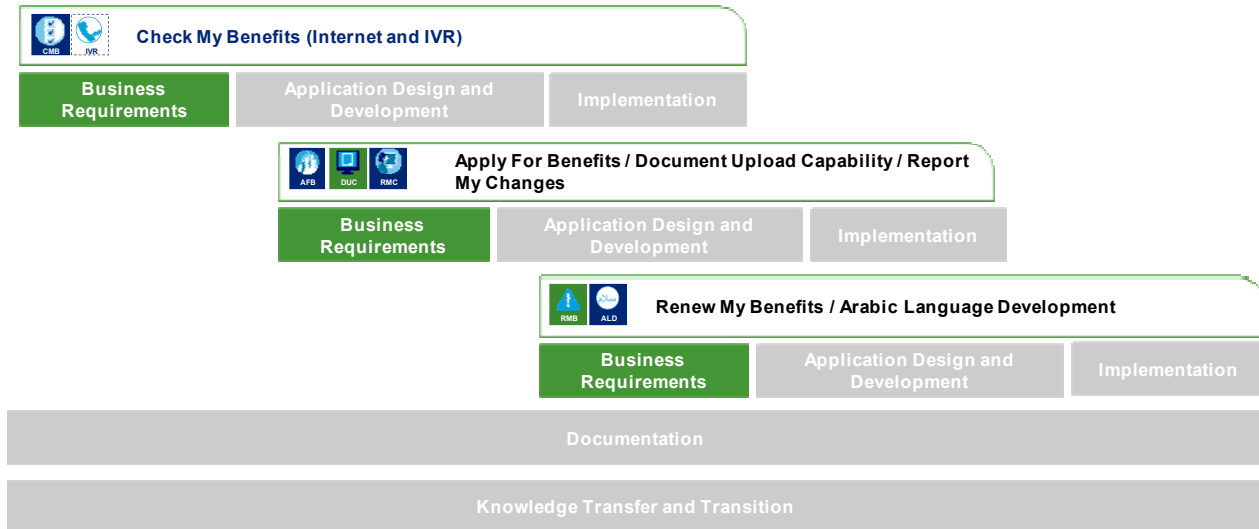 CMB
IVR
Check My Benefits (Internet and IVR)
Business
Requirements
Application Design and
Development
Implementation
AFB
DUC
RMC
Apply For Benefits / Document Upload Capability / Report
My Changes
Business
Requirements
Application Design and
Development
Implementation
RMB
ALD
سلام
Renew My Benefits / Arabic Language Development
Business
Requirements
Application Design and
Development
Implementation
Documentation
Knowledge Transfer and Transition